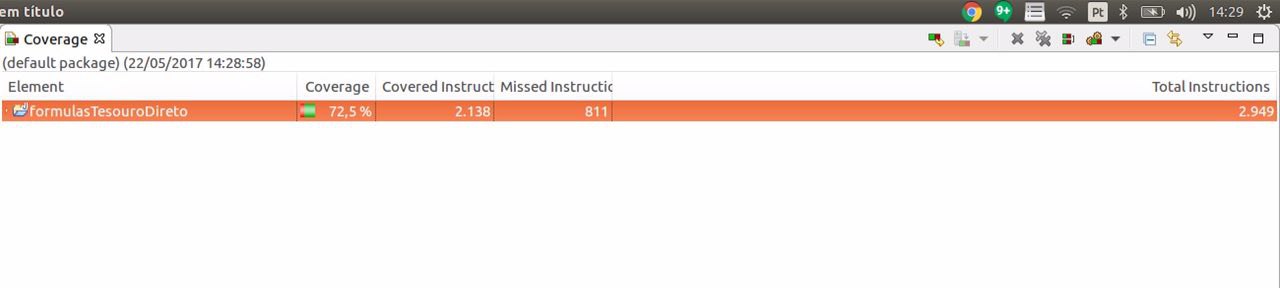 em título
9+
Pt
14:29
Coverage
(default package) (22/05/2017 14:28:58)
Element Coverage Covered Instruct Missed Instructio Total Instructions
formulasTesouroDireto 72,5 % 2.138 811 2.949